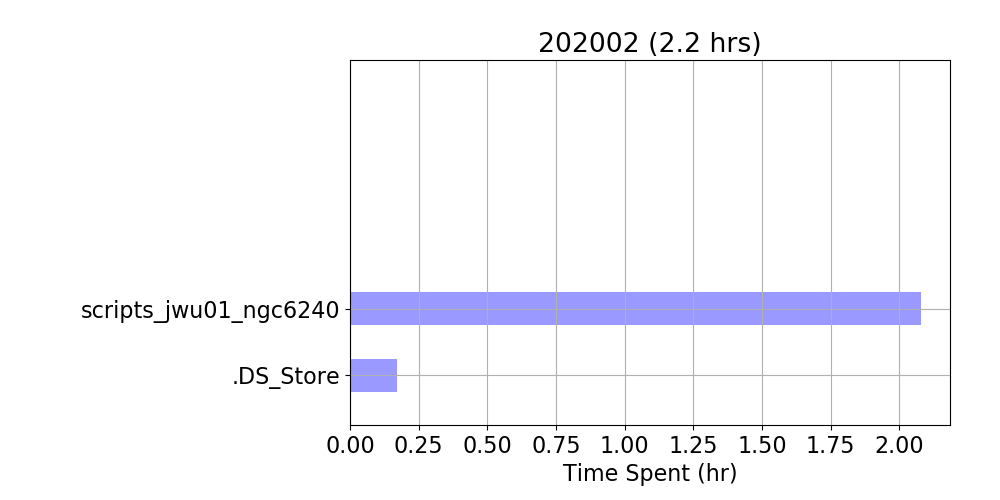 202002 (2.2 hrs)
scripts_jwu01_ngc6240
.DS_Store
0.00 0.25 0.50 0.75 1.00 1.25 1.50 1.75 2.00
Time Spent (hr)